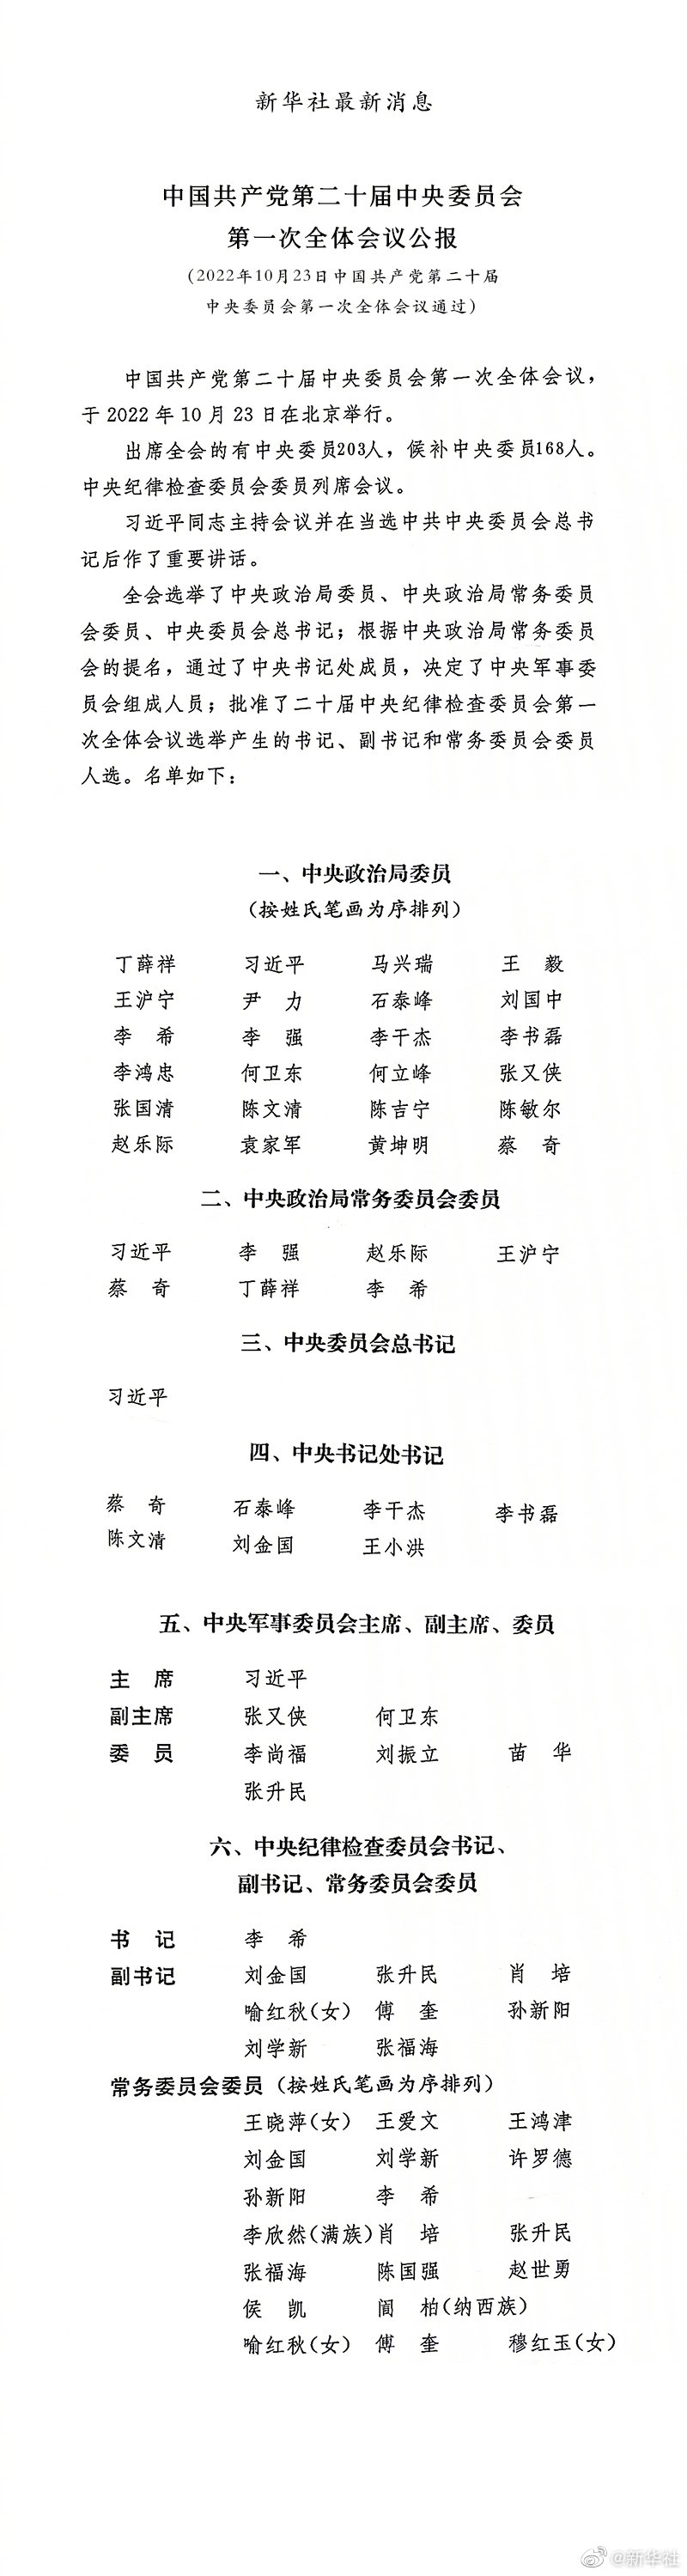 新华社最新消息
中国共产党第二十届中央委员会
第一次全体会议公报
(2022年10月23日中国共产党第二十届
中央委员会第一次全体会议通过)
中国共产党第二十届中央委员会第一次全体会议，
于 2022 年 10 月 23 日在北京举行。
出席全会的有中央委员203人，候补中央委员168人。
中央纪律检查委员会委员列席会议。
习近平同志主持会议并在当选中共中央委员会总书
记后作了重要讲话。
全会选举了中央政治局委员、中央政治局常务委员
会委员、中央委员会总书记；根据中央政治局常务委员
会的提名，通过了中央书记处成员，决定了中央军事委
员会组成人员；批准了二十届中央纪律检查委员会第一
次全体会议选举产生的书记、副书记和常务委员会委员
人选。名单如下：
一、中央政治局委员
（按姓氏笔画为序排列）
丁薛祥 习近平 马兴瑞 王　毅
王沪宁 尹　力 石泰峰 刘国中
李　希 李　强 李干杰 李书磊
李鸿忠 何卫东 何立峰 张又侠
张国清 陈文清 陈吉宁 陈敏尔
赵乐际 袁家军 黄坤明 蔡　奇
二、中央政治局常务委员会委员
习近平 李　强 赵乐际 王沪宁
蔡　奇 丁薛祥 李　希
三、中央委员会总书记
习近平
四、中央书记处书记
蔡　奇 石泰峰 李干杰 李书磊
陈文清 刘金国 王小洪
五、中央军事委员会主席、副主席、委员
主　席 习近平
副主席 张又侠 何卫东
委　员 李尚福 刘振立 苗　华
张升民
六、中央纪律检查委员会书记、
副书记、常务委员会委员
书　记 李　希
副书记 刘金国 张升民 肖　培
喻红秋（女） 傅　奎 孙新阳
刘学新 张福海
常务委员会委员（按姓氏笔画为序排列）
王晓萍（女） 王爱文 王鸿津
刘金国 刘学新 许罗德
孙新阳 李　希
李欣然（满族） 肖　培 张升民
张福海 陈国强 赵世勇
侯　凯 阊　柏（纳西族）
喻红秋（女） 傅　奎 穆红玉（女）
@新华社